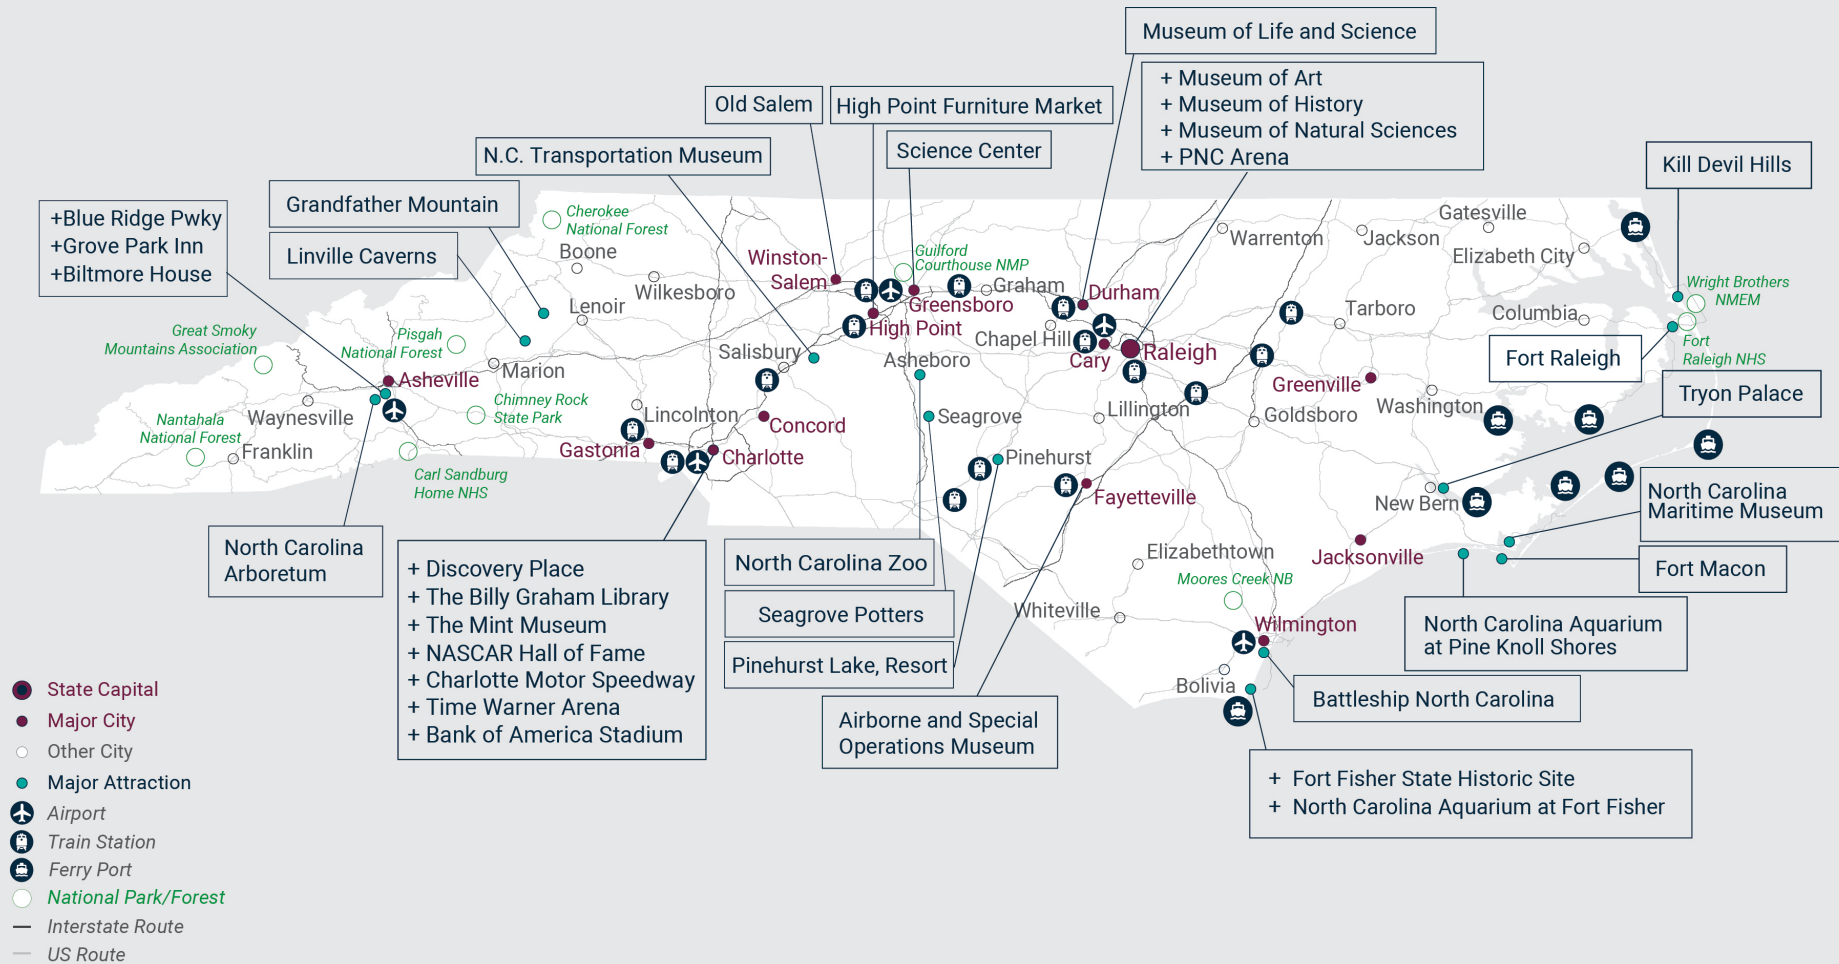 Museum of Life and Science
+ Museum of Art
+ Museum of History
+ Museum of Natural Sciences
+ PNC Arena
Old Salem
High Point Furniture Market
Science Center
N.C. Transportation Museum
Kill Devil Hills
Grandfather Mountain
Linville Caverns
+Blue Ridge Pwky
+Grove Park Inn
+Biltmore House
Cherokee
National Forest
Boone
Wilkesboro
Lenoir
Winston-
Salem
Guilford
Courthouse NMP
Greensboro
High Point
Graham
Durham
Chapel Hill
Cary
Raleigh
Warrenton
Jackson
Gatesville
Elizabeth City
Tarboro
Columbia
Wright Brothers
NMEM
Fort
Raleigh NHS
Fort Raleigh
Tryon Palace
Great Smoky
Mountains Association
Pisgah
National Forest
Marion
Asheville
Waynesville
Nantahala
National Forest
Franklin
Chimney Rock
State Park
Carl Sandburg
Home NHS
Salisbury
Asheboro
Lincolnton
Gastonia
Concord
Charlotte
Seagrove
Pinehurst
Lillington
Fayetteville
Goldsboro
Greenville
Washington
New Bern
Jacksonville
Elizabethtown
Moores Creek NB
Whiteville
Wilmington
Bolivia
North Carolina
Maritime Museum
Fort Macon
North Carolina Aquarium
at Pine Knoll Shores
Battleship North Carolina
+ Fort Fisher State Historic Site
+ North Carolina Aquarium at Fort Fisher
North Carolina
Arboretum
+ Discovery Place
+ The Billy Graham Library
+ The Mint Museum
+ NASCAR Hall of Fame
+ Charlotte Motor Speedway
+ Time Warner Arena
+ Bank of America Stadium
North Carolina Zoo
Seagrove Potters
Pinehurst Lake, Resort
Airborne and Special
Operations Museum
State Capital
Major City
Other City
Major Attraction
Airport
Train Station
Ferry Port
National Park/Forest
Interstate Route
US Route